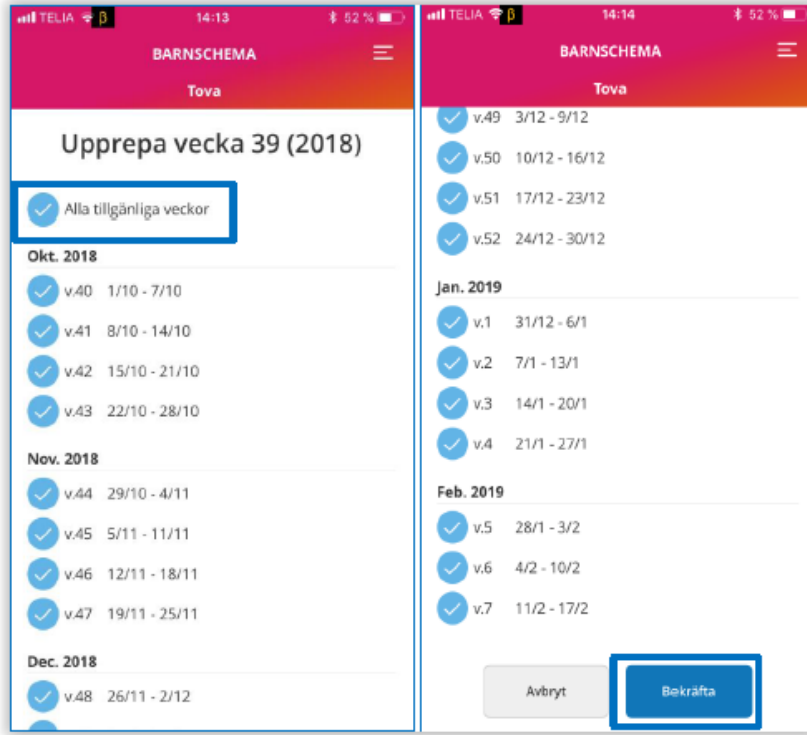 TELIA β 14:13 52 %
BARNSCHEMA
Tova
Upprepa vecka 39 (2018)
Alla tillgänliga veckor
Okt. 2018
v.40 1/10 - 7/10
v.41 8/10 - 14/10
v.42 15/10 - 21/10
v.43 22/10 - 28/10
Nov. 2018
v.44 29/10 - 4/11
v.45 5/11 - 11/11
v.46 12/11 - 18/11
v.47 19/11 - 25/11
Dec. 2018
v.48 26/11 - 2/12
TELIA β 14:14 52 %
BARNSCHEMA
Tova
v.49 3/12 - 9/12
v.50 10/12 - 16/12
v.51 17/12 - 23/12
v.52 24/12 - 30/12
Jan. 2019
v.1 31/12 - 6/1
v.2 7/1 - 13/1
v.3 14/1 - 20/1
v.4 21/1 - 27/1
Feb. 2019
v.5 28/1 - 3/2
v.6 4/2 - 10/2
v.7 11/2 - 17/2
Avbryt Bekräfta